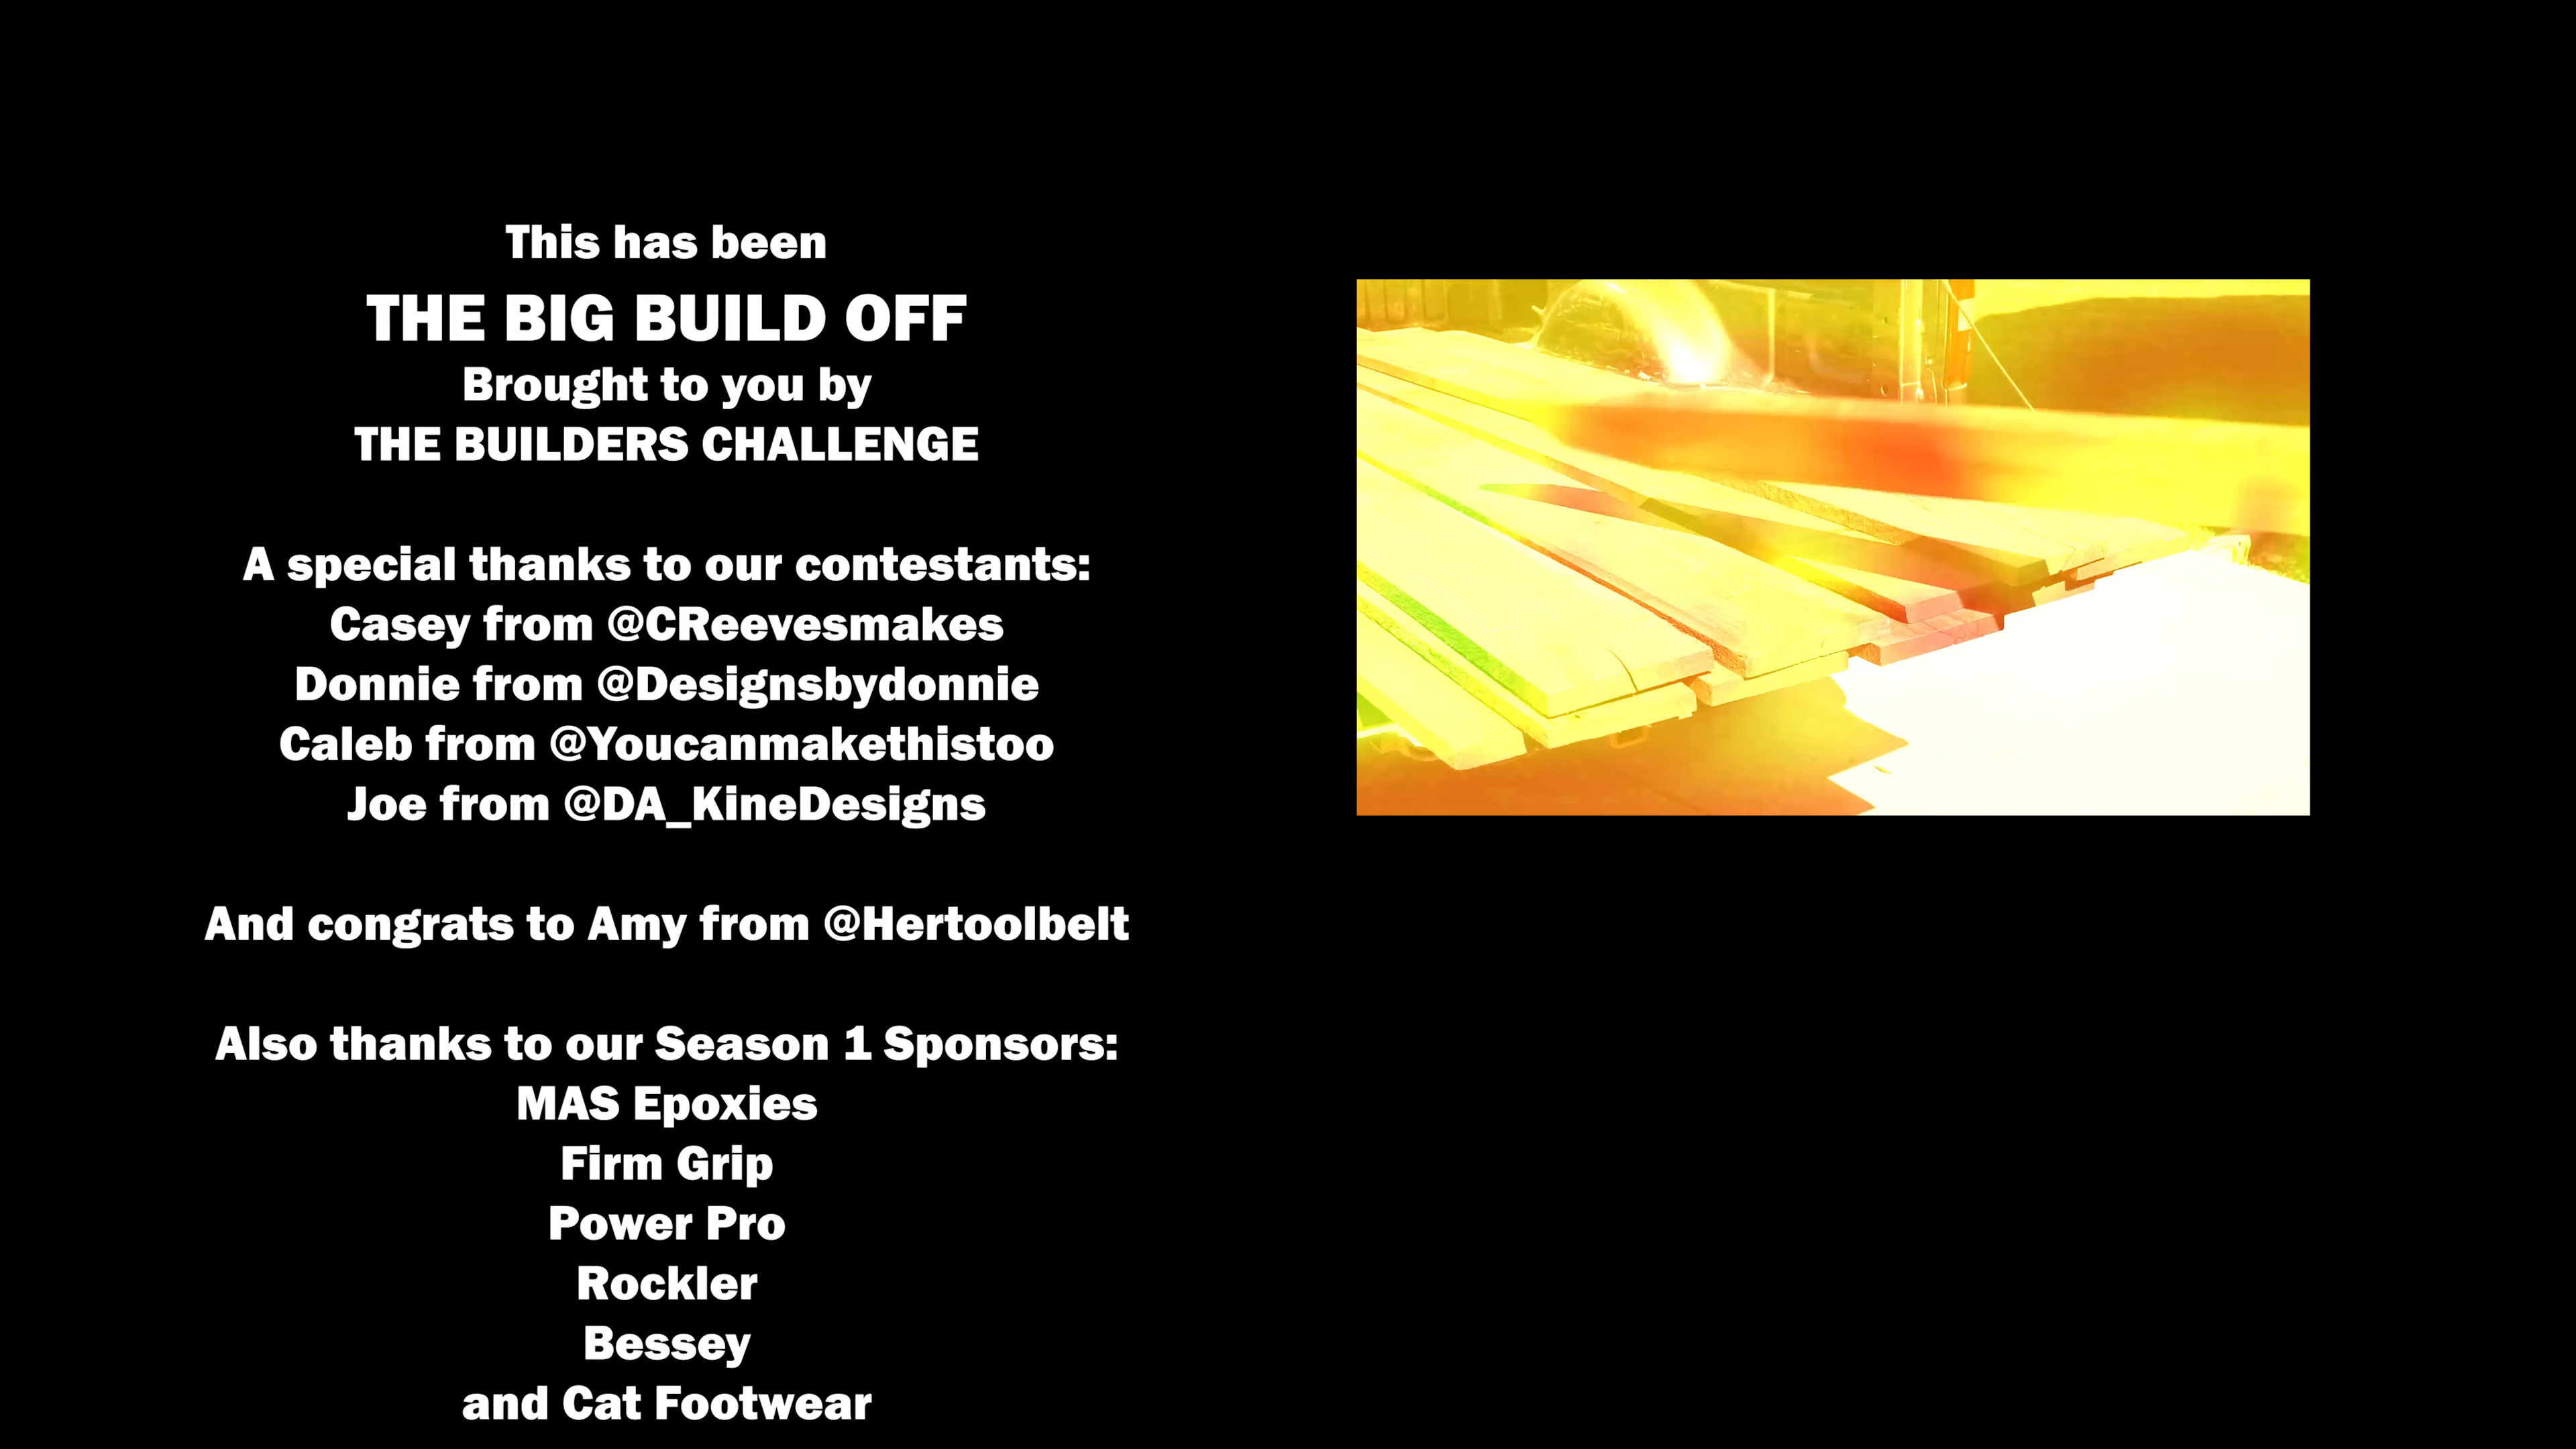 This has been
THE BIG BUILD OFF
Brought to you by
THE BUILDERS CHALLENGE
A special thanks to our contestants:
Casey from @CReevesmakes
Donnie from @Designsbydonnie
Caleb from @Youcanmakethistoo
Joe from @DA_KineDesigns
And congrats to Amy from @Hertoolbelt
Also thanks to our Season 1 Sponsors:
MAS Epoxies
Firm Grip
Power Pro
Rockler
Bessey
and Cat Footwear